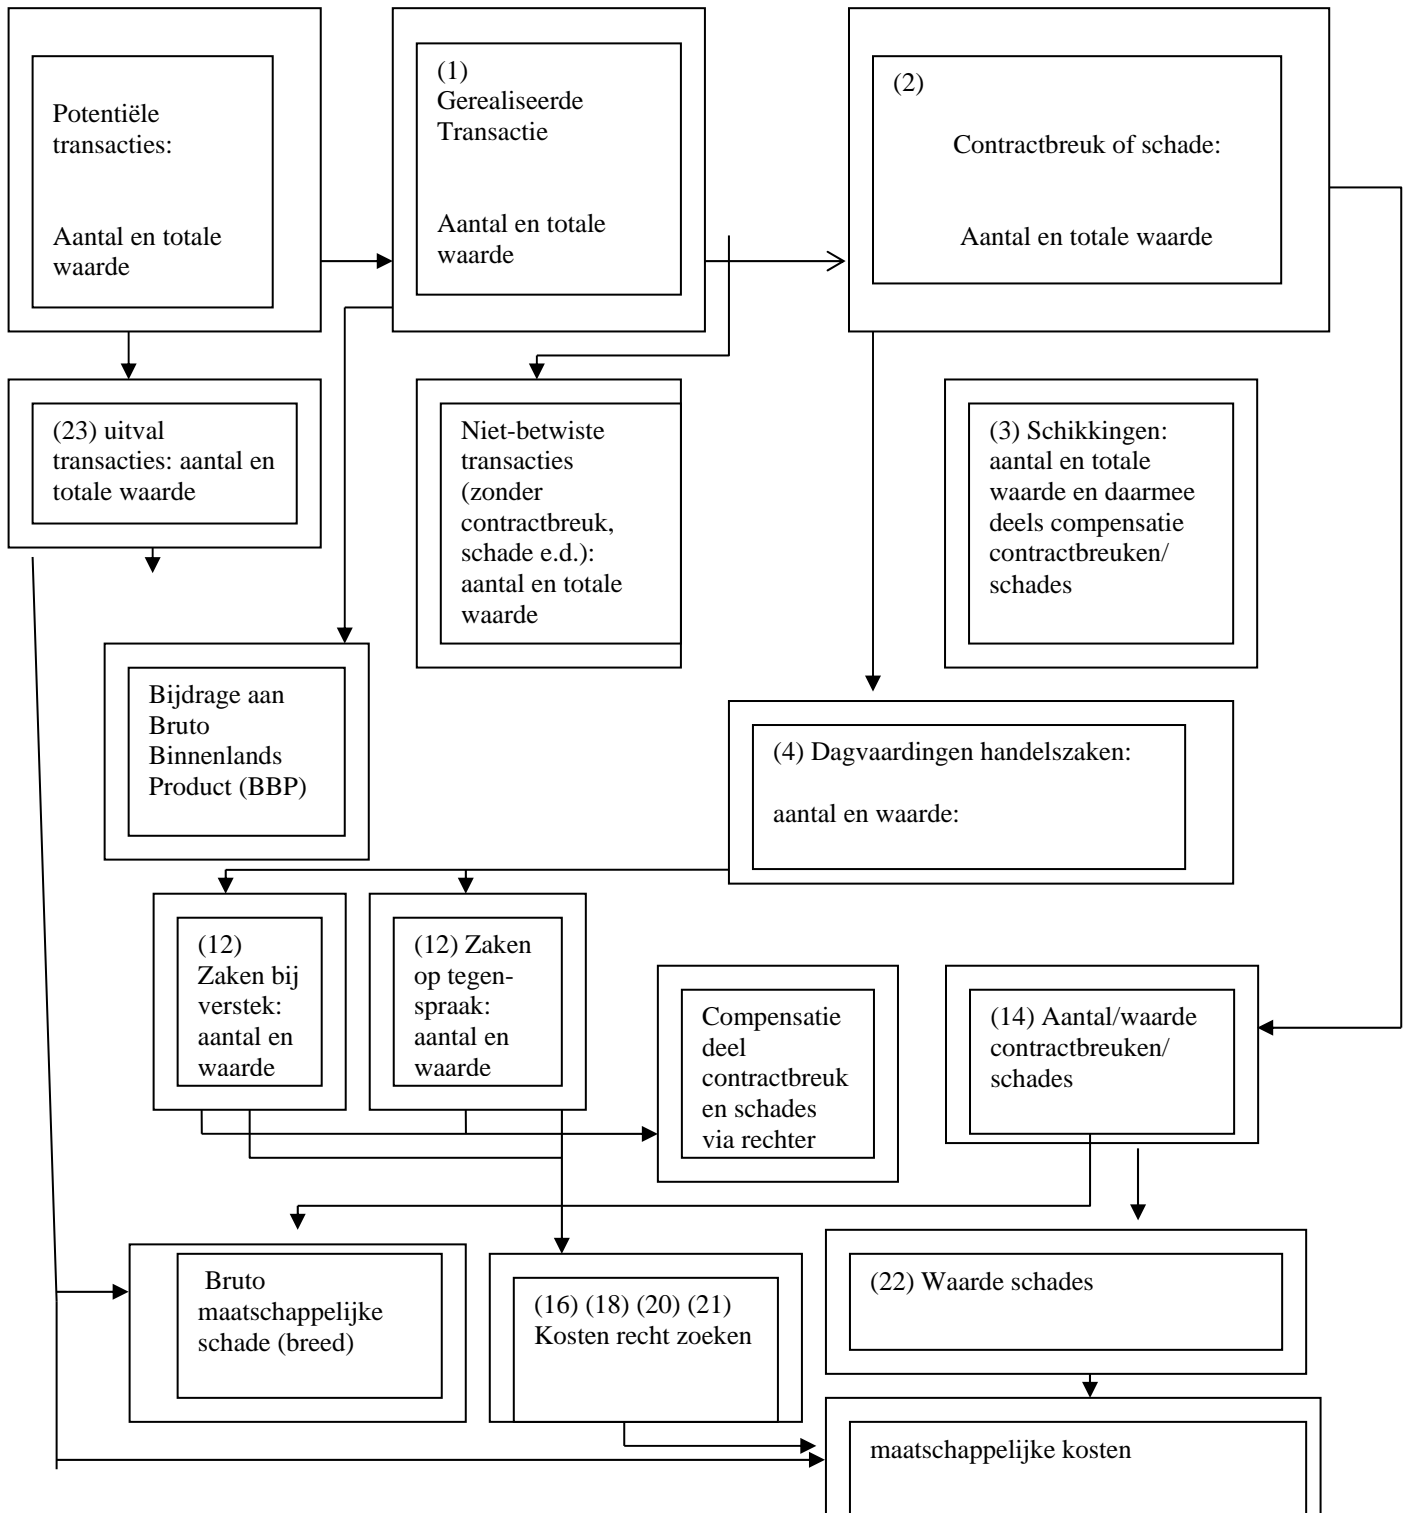 Potentiële
transacties:
Aantal en totale
waarde
(1)
Gerealiseerde
Transactie
Aantal en totale
waarde
(2)
Contractbreuk of schade:
Aantal en totale waarde
(23) uitval
transacties: aantal en
totale waarde
Niet-betwiste
transacties
(zonder
contractbreuk,
schade e.d.):
aantal en totale
waarde
(3) Schikkingen:
aantal en totale
waarde en daarmee
deels compensatie
contractbreuken/
schades
Bijdrage aan
Bruto
Binnenlands
Product (BBP)
(4) Dagvaardingen handelszaken:
aantal en waarde:
(12)
Zaken bij
verstek:
aantal en
waarde
(12) Zaken
op tegen-
spraak:
aantal en
waarde
Compensatie
deel
contractbreuk
en schades
via rechter
(14) Aantal/waarde
contractbreuken/
schades
Bruto
maatschappelijke
schade (breed)
(16) (18) (20) (21)
Kosten recht zoeken
(22) Waarde schades
maatschappelijke kosten